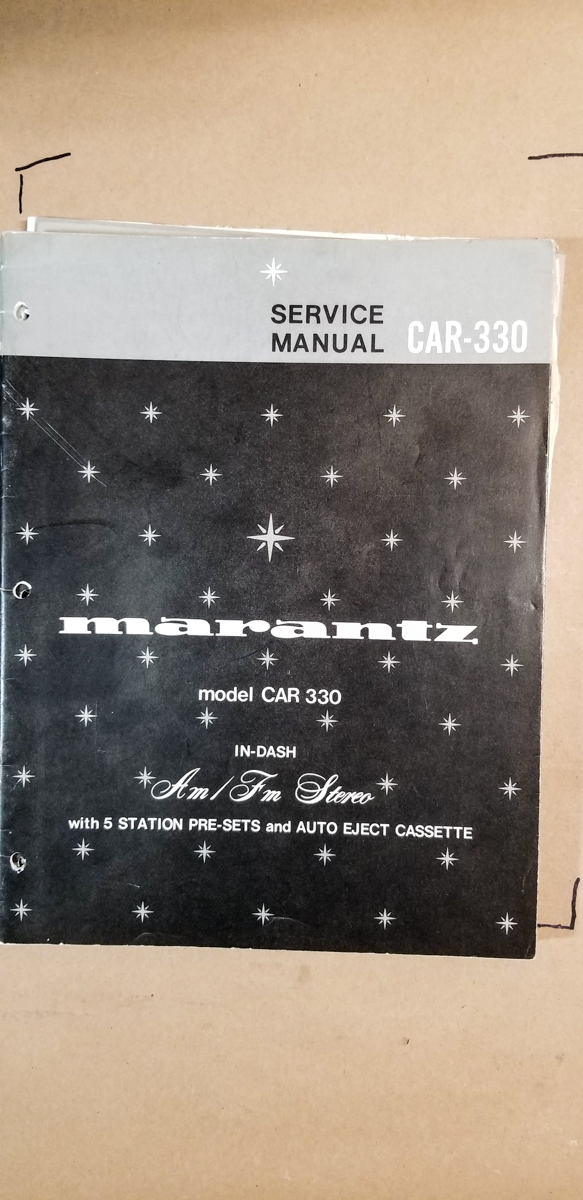 SERVICE
MANUAL CAR-330
marantz
model CAR 330
IN-DASH
Am/Fm Stereo
with 5 STATION PRE-SETS and AUTO EJECT CASSETTE